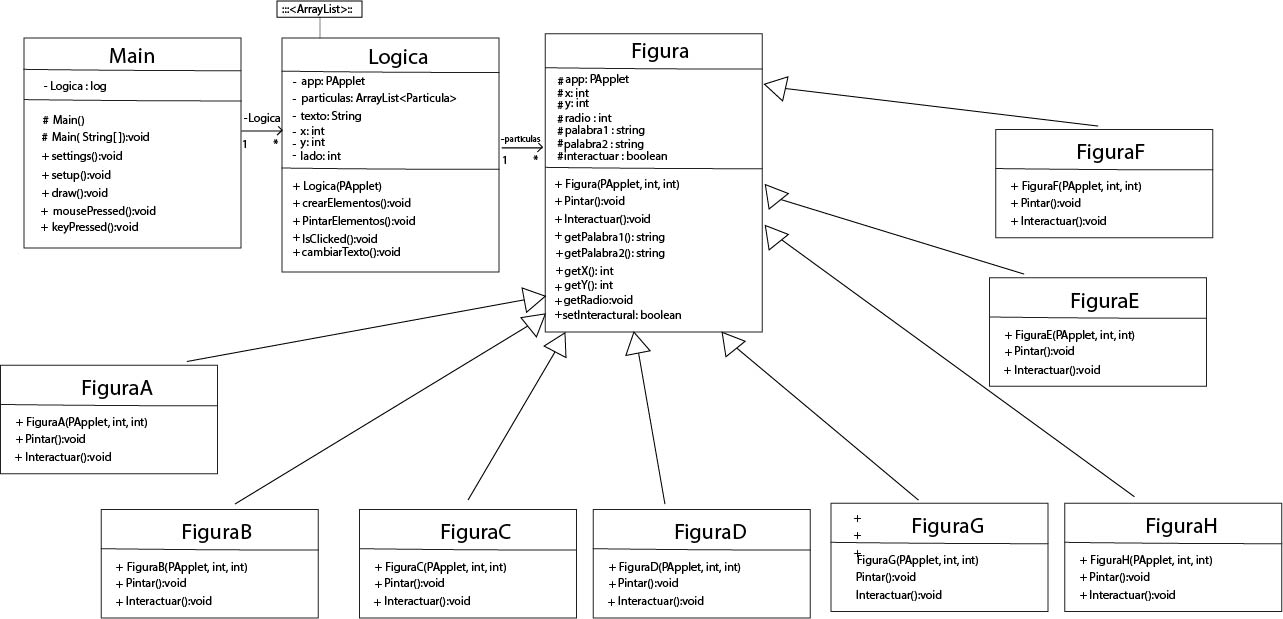 :::<ArrayList>::
Main
- Logica : log
# Main()
# Main( String[ ]):void
+ settings():void
+ setup():void
+ draw():void
+ mousePressed():void
+ keyPressed():void
-Logica
1 *
Logica
- app: PApplet
- particulas: ArrayList<Particula>
- texto: String
- x: int
- y: int
- lado: int
+ Logica(PApplet)
+ crearElementos():void
+ PintarElementos():void
+ IsClicked():void
+ cambiarTexto():void
-particulas
1 *
Figura
# app: PApplet
# x: int
# y: int
# radio : int
# palabra1 : string
# palabra2 : string
# interactuar : boolean
+ Figura(PApplet, int, int)
+ Pintar():void
+ Interactuar():void
+ getPalabra1(): string
+ getPalabra2(): string
+ getX(): int
+ getY(): int
+ getRadio:void
+setInteractural: boolean
FiguraF
+ FiguraF(PApplet, int, int)
+ Pintar():void
+ Interactuar():void
FiguraE
+ FiguraE(PApplet, int, int)
+ Pintar():void
+ Interactuar():void
FiguraA
+ FiguraA(PApplet, int, int)
+ Pintar():void
+ Interactuar():void
FiguraB
+ FiguraB(PApplet, int, int)
+ Pintar():void
+ Interactuar():void
FiguraC
+ FiguraC(PApplet, int, int)
+ Pintar():void
+ Interactuar():void
FiguraD
+ FiguraD(PApplet, int, int)
+ Pintar():void
+ Interactuar():void
+
+
+
FiguraG
FiguraG(PApplet, int, int)
Pintar():void
Interactuar():void
FiguraH
+ FiguraH(PApplet, int, int)
+ Pintar():void
+ Interactuar():void